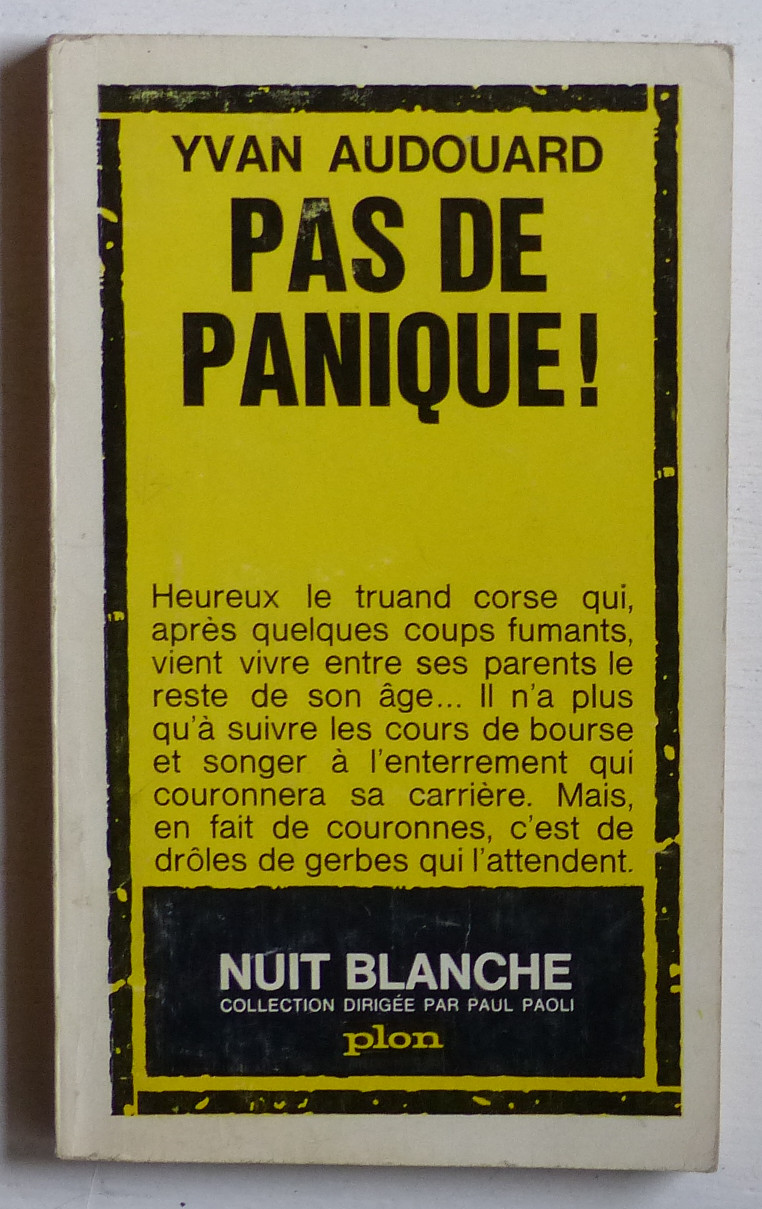 YVAN AUDOUARD
PAS DE
PANIQUE!
Heureux le truand corse qui,
après quelques coups fumants,
vient vivre entre ses parents le
reste de son âge... Il n'a plus
qu'à suivre les cours de bourse
et songer à l'enterrement qui
couronnera sa carrière. Mais,
en fait de couronnes, c'est de
drôles de gerbes qui l'attendent.
NUIT BLANCHE
COLLECTION DIRIGÉE PAR PAUL PAOLI
plon